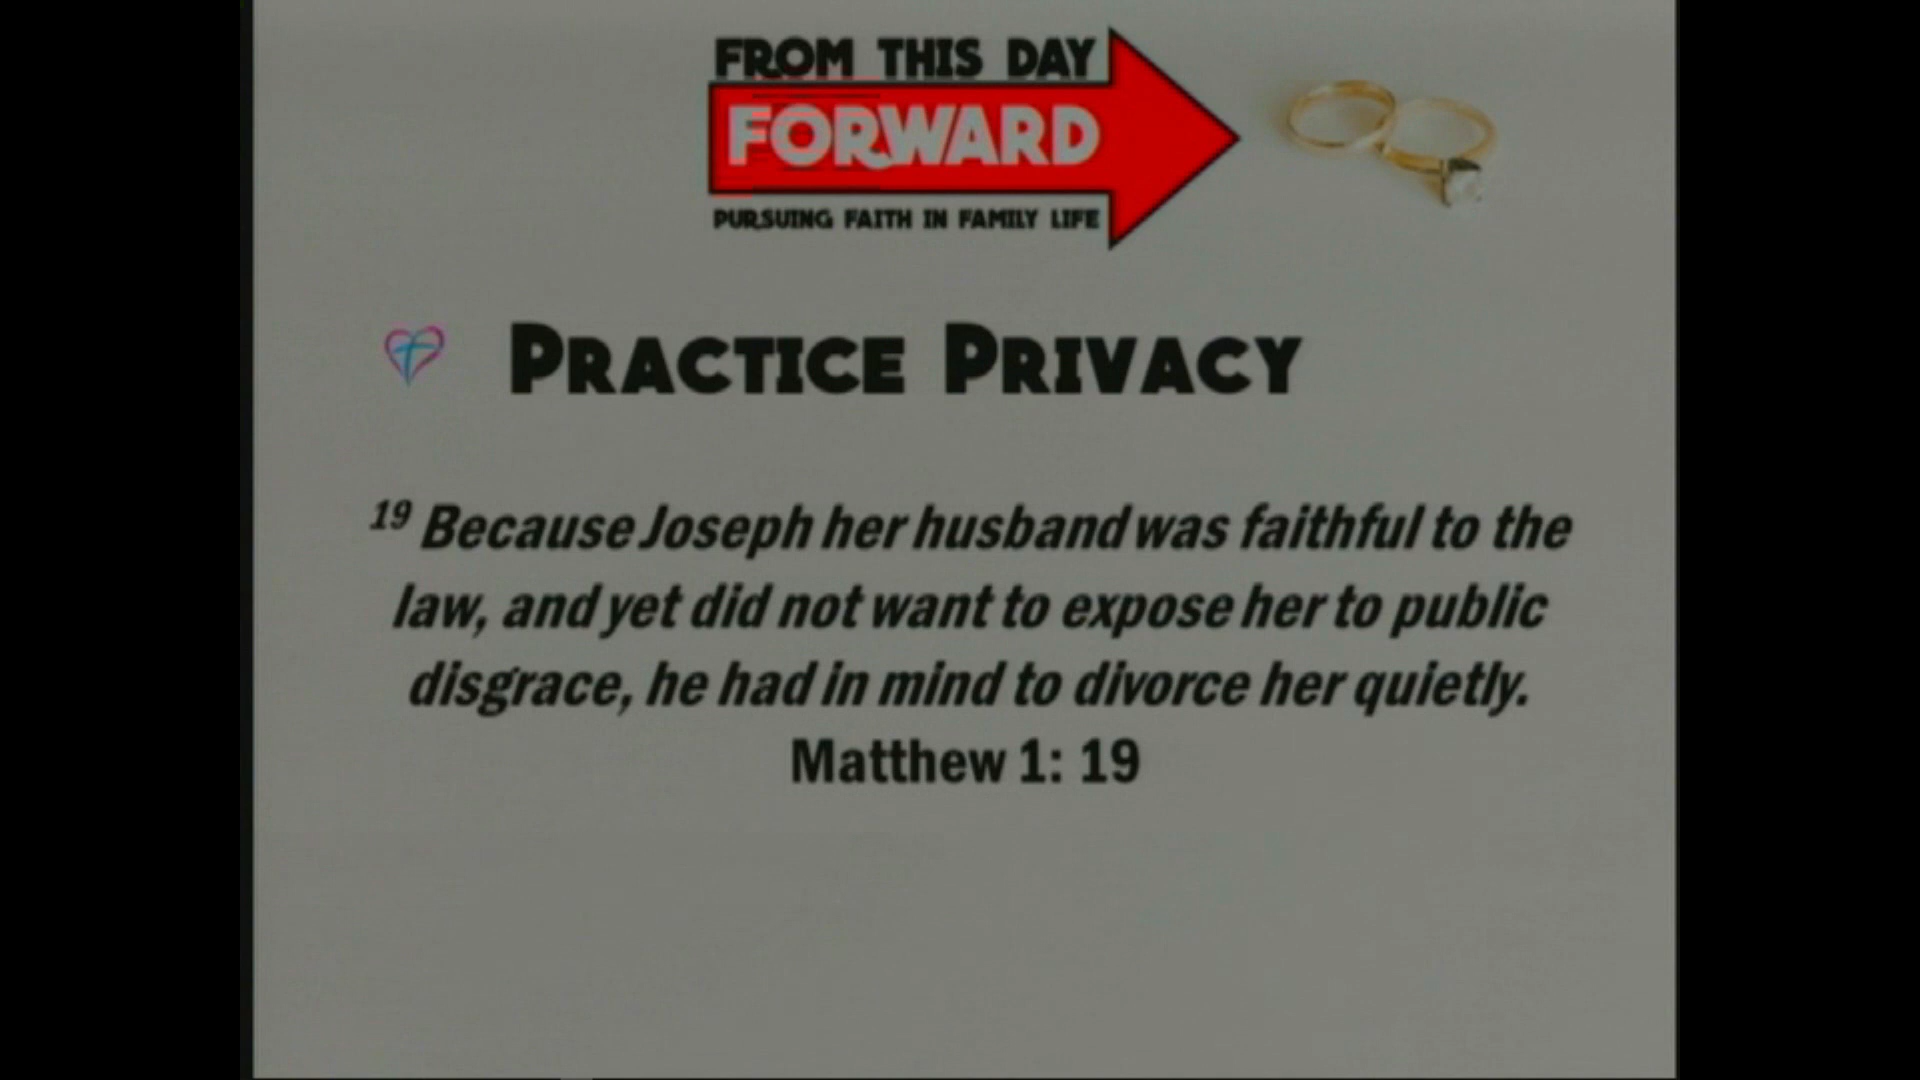 FROM THIS DAY
FORWARD
PURSUING FAITH IN FAMILY LIFE
PRACTICE PRIVACY
19 Because Joseph her husband was faithful to the
law, and yet did not want to expose her to public
disgrace, he had in mind to divorce her quietly.
Matthew 1: 19